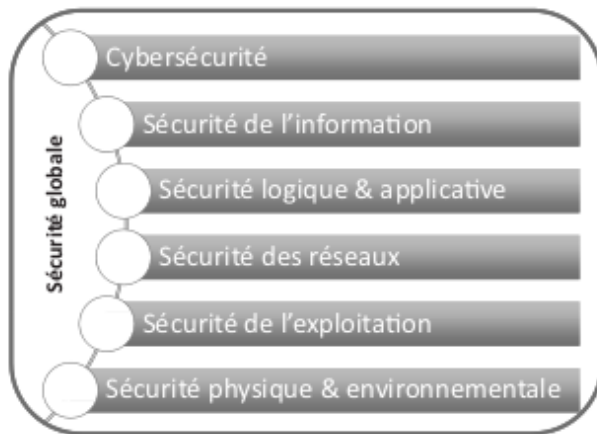 Sécurité globale
Cybersécurité
Sécurité de l'information
Sécurité logique & applicative
Sécurité des réseaux
Sécurité de l'exploitation
Sécurité physique & environnementale